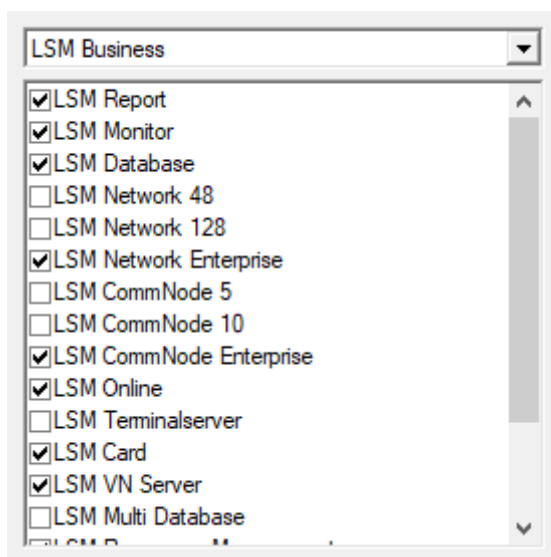 LSM Business
LSM Report
LSM Monitor
LSM Database
LSM Network 48
LSM Network 128
LSM Network Enterprise
LSM CommNode 5
LSM CommNode 10
LSM CommNode Enterprise
LSM Online
LSM Terminalserver
LSM Card
LSM VN Server
LSM Multi Database
LSM